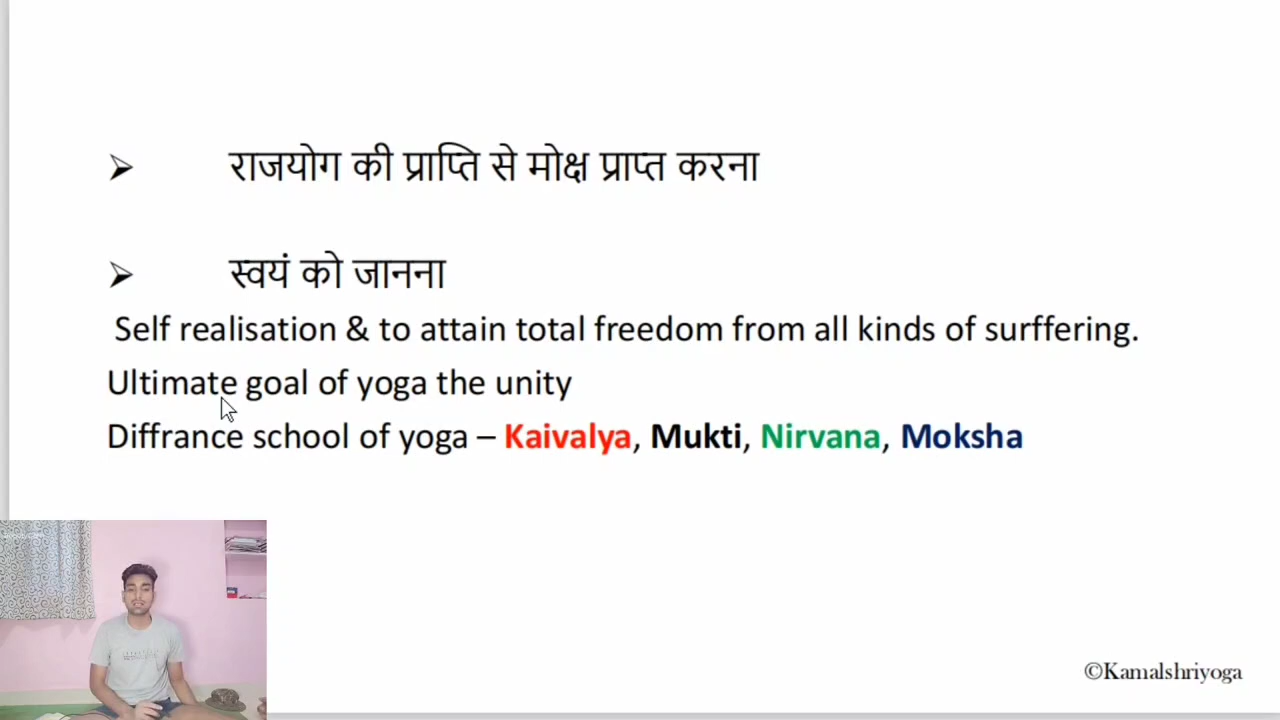 ➢ राजयोग की प्राप्ति से मोक्ष प्राप्त करना
➢ स्वयं को जानना
Self realisation & to attain total freedom from all kinds of surffering.
Ultimate goal of yoga the unity
Diffrance school of yoga – Kaivalya, Mukti, Nirvana, Moksha
©Kamalshriyoga